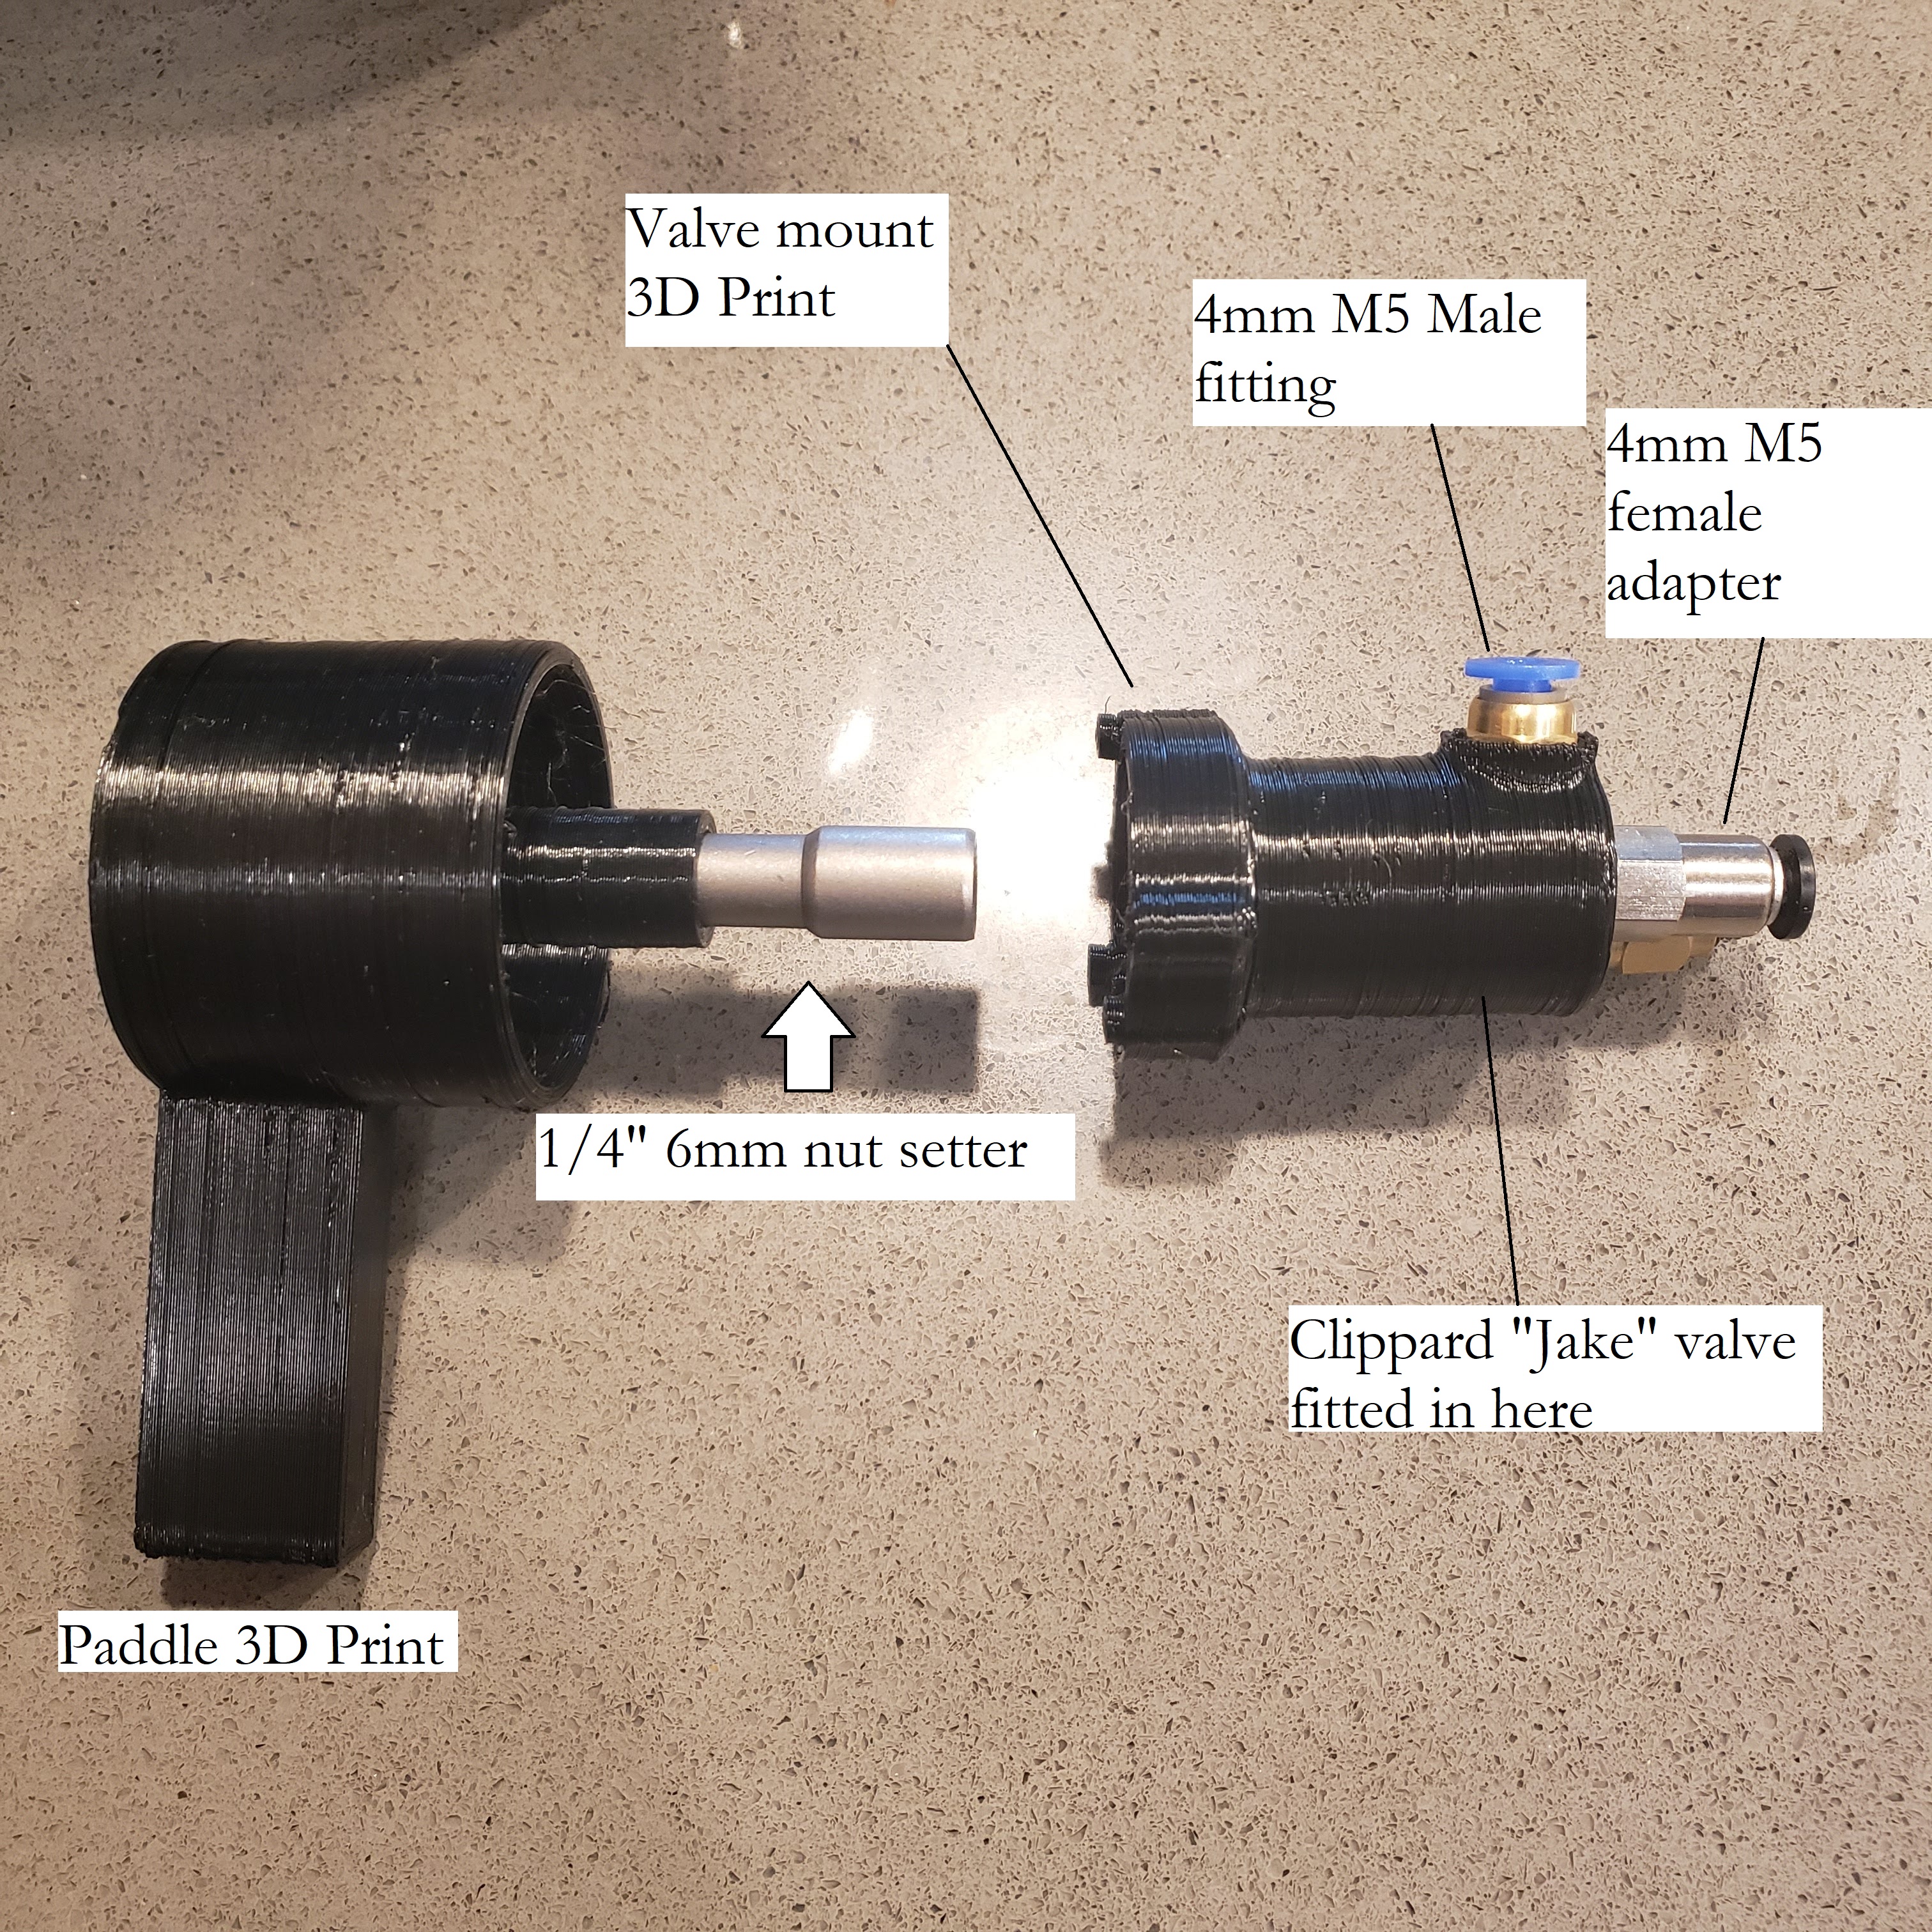 Valve mount
3D Print
4mm M5 Male
fitting
4mm M5
female
adapter
1/4" 6mm nut setter
Clippard "Jake" valve
fitted in here
Paddle 3D Print